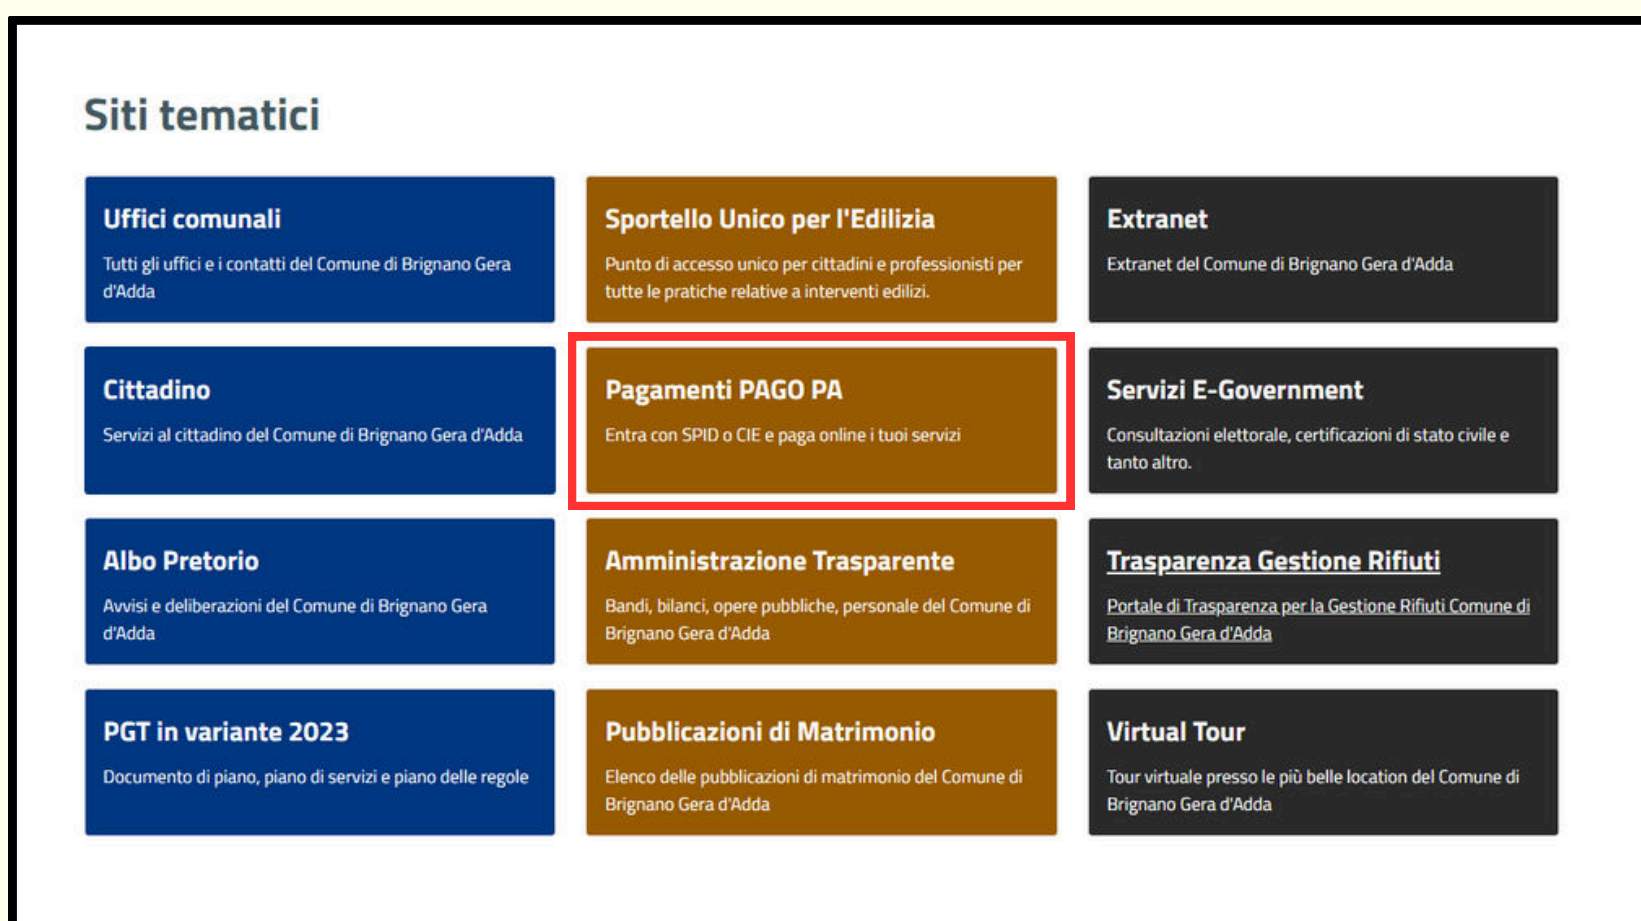 Siti tematici
Uffici comunali
Tutti gli uffici e i contatti del Comune di Brignano Gera
d'Adda
Sportello Unico per l'Edilizia
Punto di accesso unico per cittadini e professionisti per
tutte le pratiche relative a interventi edilizi.
Extranet
Extranet del Comune di Brignano Gera d'Adda
Cittadino
Servizi al cittadino del Comune di Brignano Gera d'Adda
Pagamenti PAGO PA
Entra con SPID o CIE e paga online i tuoi servizi
Servizi E-Government
Consultazioni elettorale, certificazioni di stato civile e
tanto altro.
Albo Pretorio
Avvisi e deliberazioni del Comune di Brignano Gera
d'Adda
Amministrazione Trasparente
Bandi, bilanci, opere pubbliche, personale del Comune di
Brignano Gera d'Adda
Trasparenza Gestione Rifiuti
Portale di Trasparenza per la Gestione Rifiuti Comune di
Brignano Gera d'Adda
PGT in variante 2023
Documento di piano, piano di servizi e piano delle regole
Pubblicazioni di Matrimonio
Elenco delle pubblicazioni di matrimonio del Comune di
Brignano Gera d'Adda
Virtual Tour
Tour virtuale presso le più belle location del Comune di
Brignano Gera d'Adda